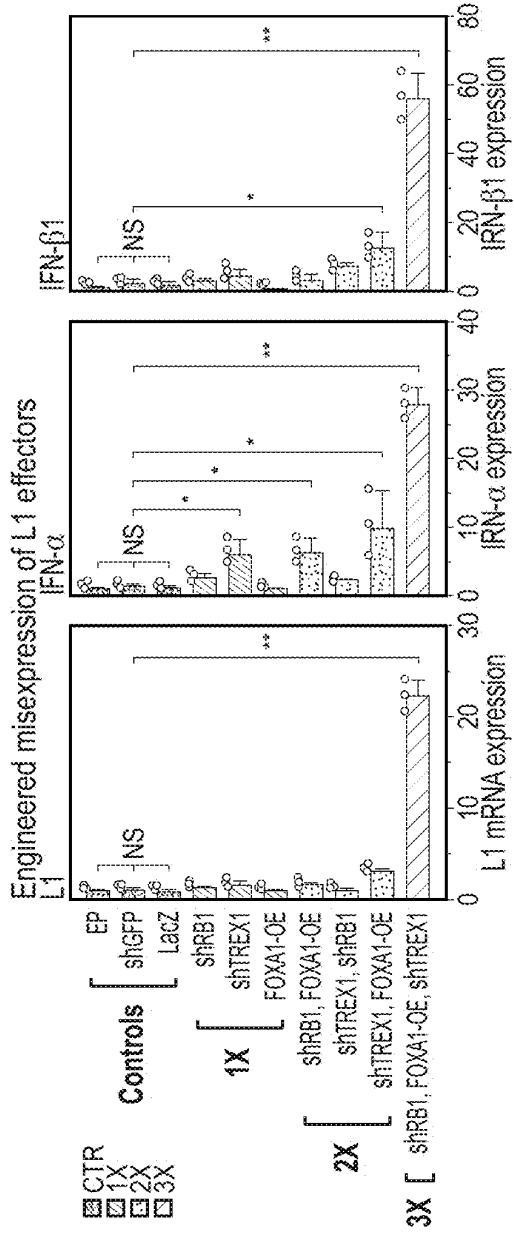 Engineered misexpression of L1 effectors
CTR
1X
2X
3X
L1
IFN-α
IFN-β1
Controls
EP
shGFP
LacZ
1X
shRB1
shTREX1
FOXA1-OE
2X
shRB1, FOXA1-OE
shTREX1, shRB1
shTREX1, FOXA1-OE
3X
shRB1, FOXA1-OE, shTREX1
NS
**
NS
*
*
*
**
NS
*
**
0 10 20 30
L1 mRNA expression
0 10 20 30 40
IRN-α expression
0 20 40 60 80
IRN-β1 expression